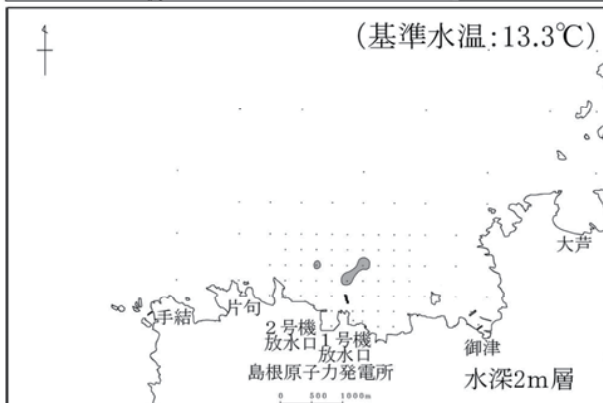 (基準水温:13.3℃)
大芦
手結
片句
2号機
放水口
1号機
放水口
御津
島根原子力発電所
水深2m層
0 500 1000m